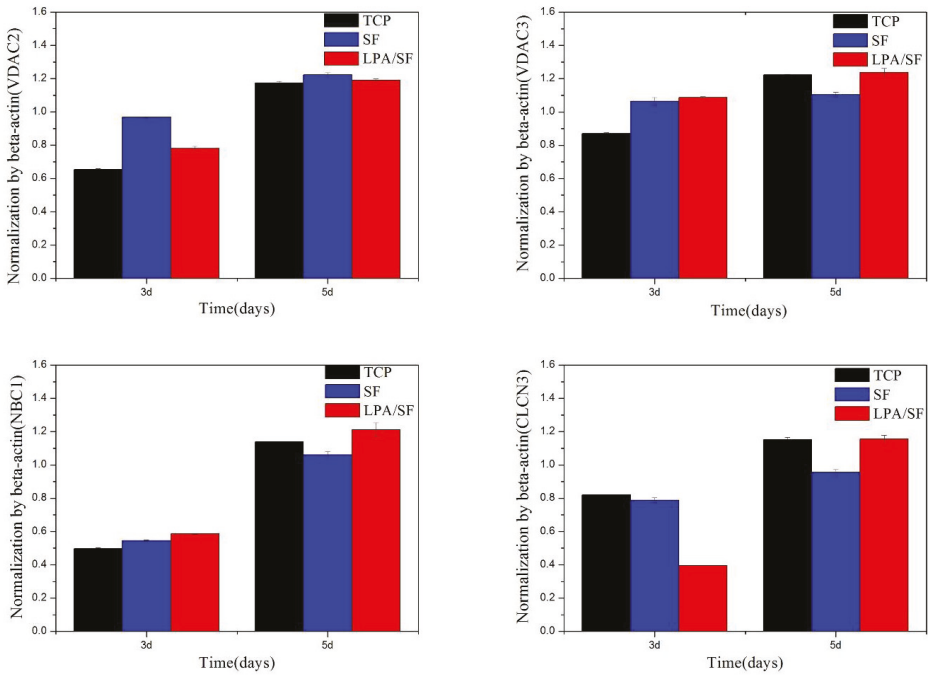 Normalization by beta-actin(VDAC2)
1.6
1.4
1.2
1.0
0.8
0.6
0.4
0.2
0.0
TCP
SF
LPA/SF
3d
5d
Time(days)
Normalization by beta-actin(VDAC3)
1.6
1.4
1.2
1.0
0.8
0.6
0.4
0.2
0.0
TCP
SF
LPA/SF
3d
5d
Time(days)
Normalization by beta-actin(NBC1)
1.6
1.4
1.2
1.0
0.8
0.6
0.4
0.2
0.0
TCP
SF
LPA/SF
3d
5d
Time(days)
Normalization by beta-actin(CLCN3)
1.6
1.4
1.2
1.0
0.8
0.6
0.4
0.2
0.0
TCP
SF
LPA/SF
3d
5d
Time(days)